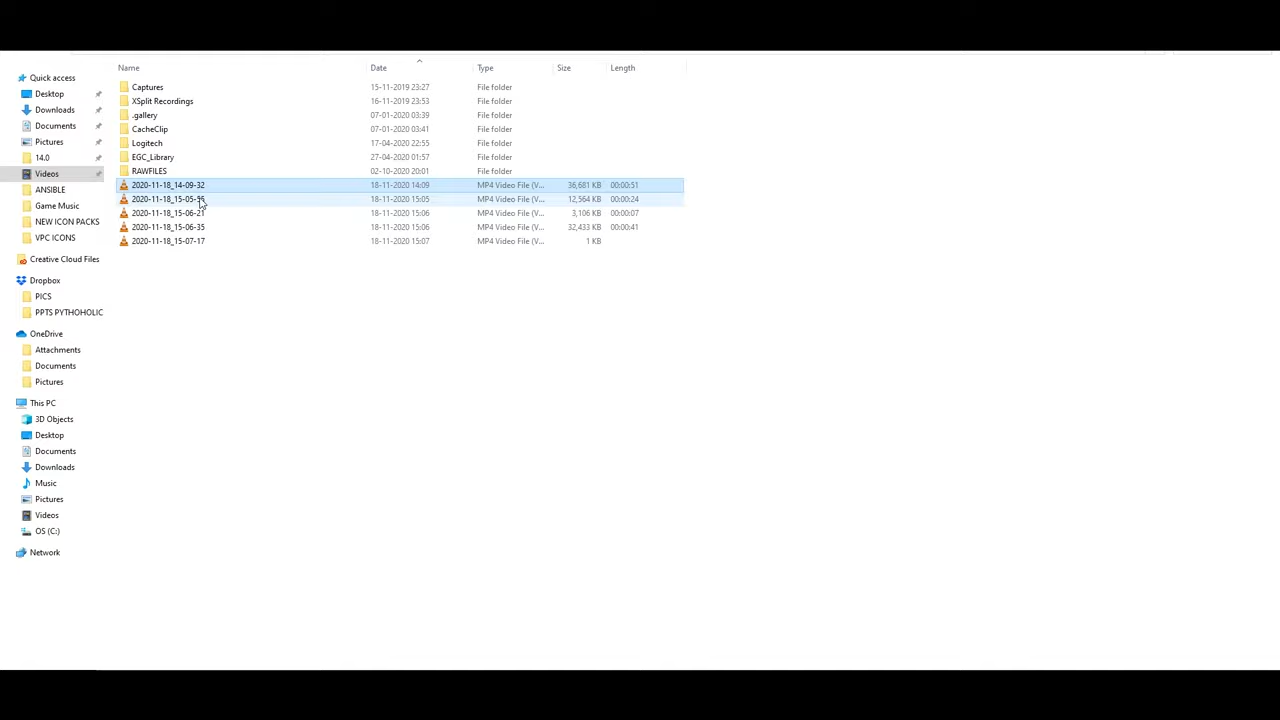 Name Date Type Size Length
Captures 15-11-2019 23:27 File folder
XSplit Recordings 16-11-2019 23:53 File folder
.gallery 07-01-2020 03:39 File folder
CacheClip 07-01-2020 03:41 File folder
Logitech 17-04-2020 22:55 File folder
EGC_Library 27-04-2020 01:57 File folder
RAWFILES 02-10-2020 20:01 File folder
2020-11-18_14-09-32 18-11-2020 14:09 MP4 Video File (V... 36,681 KB 00:00:51
2020-11-18_15-05-56 18-11-2020 15:05 MP4 Video File (V... 12,564 KB 00:00:24
2020-11-18_15-06-21 18-11-2020 15:06 MP4 Video File (V... 3,106 KB 00:00:07
2020-11-18_15-06-35 18-11-2020 15:06 MP4 Video File (V... 32,433 KB 00:00:41
2020-11-18_15-07-17 18-11-2020 15:07 MP4 Video File (V... 1 KB
Quick access
Desktop
Downloads
Documents
Pictures
14.0
Videos
ANSIBLE
Game Music
NEW ICON PACKS
VPC ICONS
Creative Cloud Files
Dropbox
PICS
PPTS PYTHOHOLIC
OneDrive
Attachments
Documents
Pictures
This PC
3D Objects
Desktop
Documents
Downloads
Music
Pictures
Videos
OS (C:)
Network